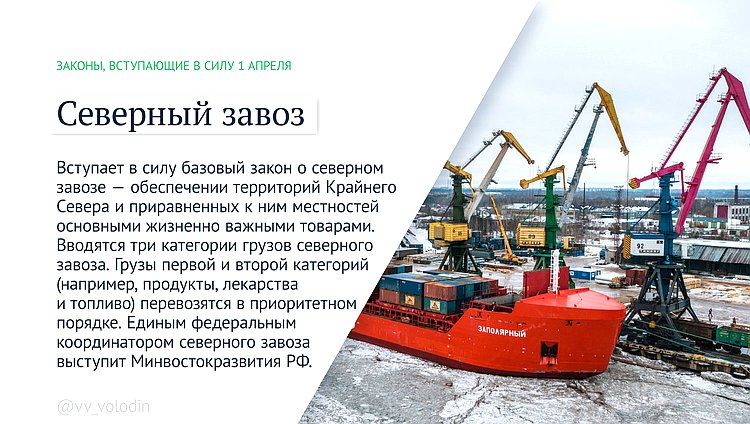 ЗАКОНЫ, ВСТУПАЮЩИЕ В СИЛУ 1 АПРЕЛЯ
Северный завоз
Вступает в силу базовый закон о северном
завозе — обеспечении территорий Крайнего
Севера и приравненных к ним местностей
основными жизненно важными товарами.
Вводятся три категории грузов северного
завоза. Грузы первой и второй категорий
(например, продукты, лекарства
и топливо) перевозятся в приоритетном
порядке. Единым федеральным
координатором северного завоза
выступит Минвостокразвития РФ.
@vv_volodin
92
ЗАПОЛЯРНЫЙ